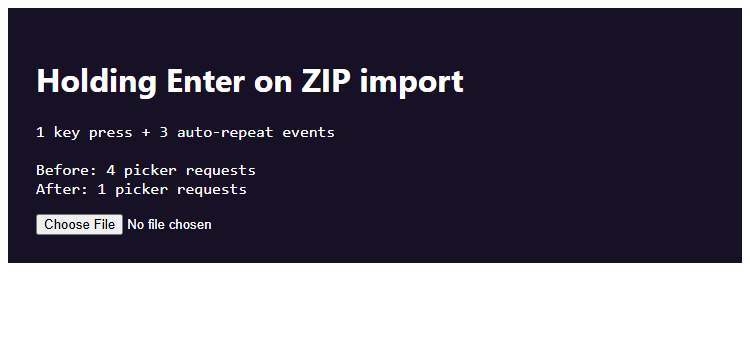 Holding Enter on ZIP import
1 key press + 3 auto-repeat events
Before: 4 picker requests
After: 1 picker requests
Choose File No file chosen